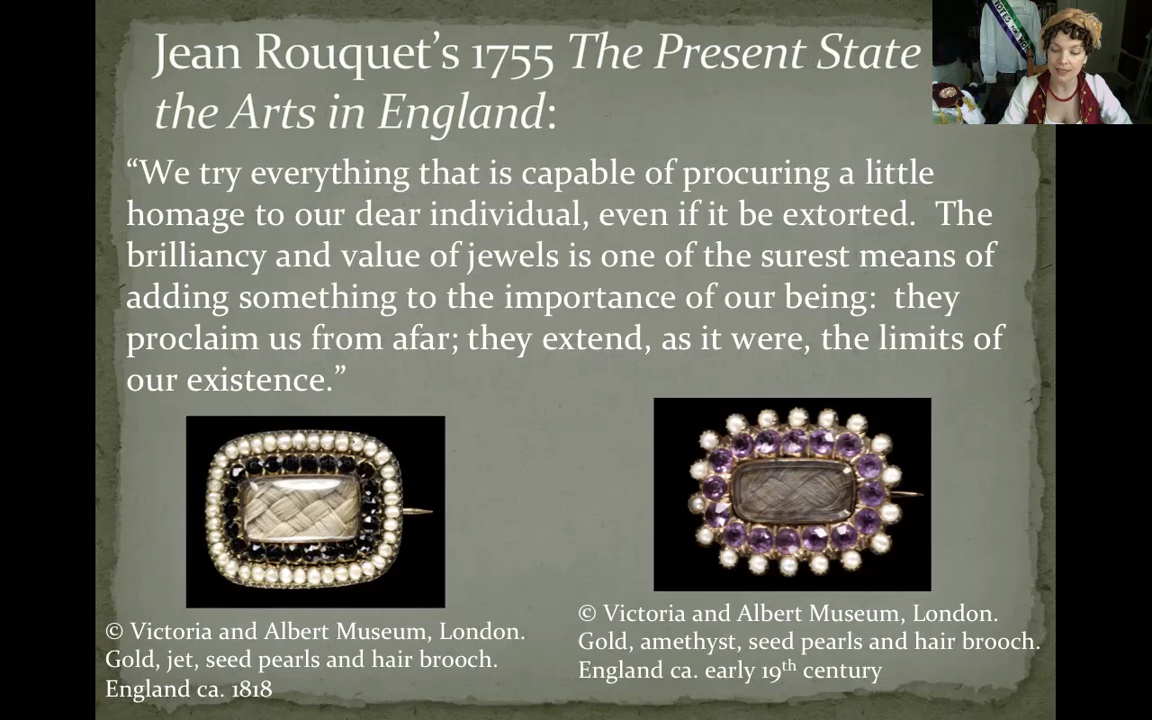 Jean Rouquet’s 1755 The Present State
the Arts in England:
“We try everything that is capable of procuring a little
homage to our dear individual, even if it be extorted.  The
brilliancy and value of jewels is one of the surest means of
adding something to the importance of our being:  they
proclaim us from afar; they extend, as it were, the limits of
our existence.”
© Victoria and Albert Museum, London.
Gold, jet, seed pearls and hair brooch.
England ca. 1818
© Victoria and Albert Museum, London.
Gold, amethyst, seed pearls and hair brooch.
England ca. early 19th century